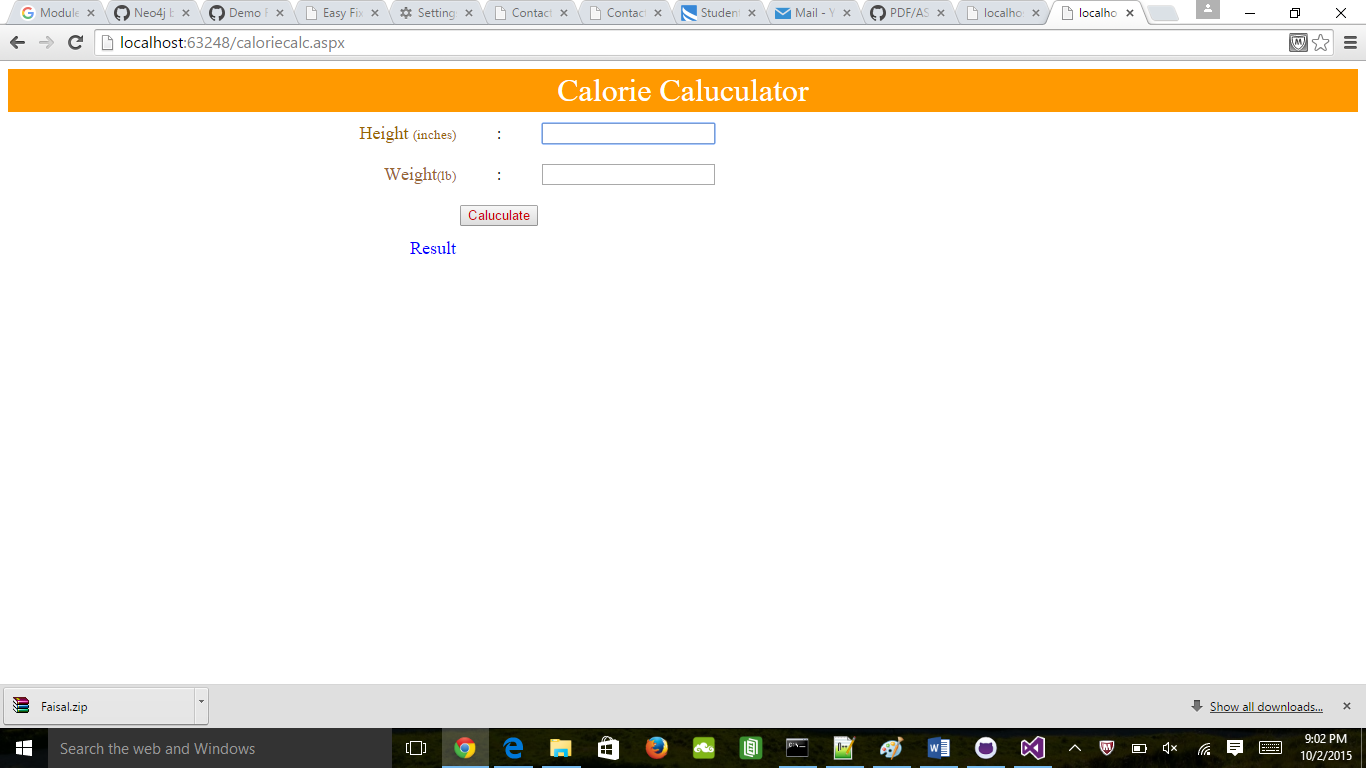 Module Neo4j b Demo F Easy Fix Setting Contact Contac Student Mail - Y PDF/AS localho localho
localhost:63248/caloriecalc.aspx
Calorie Caluculator
Height (inches) :
Weight(lb) :
Caluculate
Result
Faisal.zip
Show all downloads...
Search the web and Windows
9:02 PM
10/2/2015